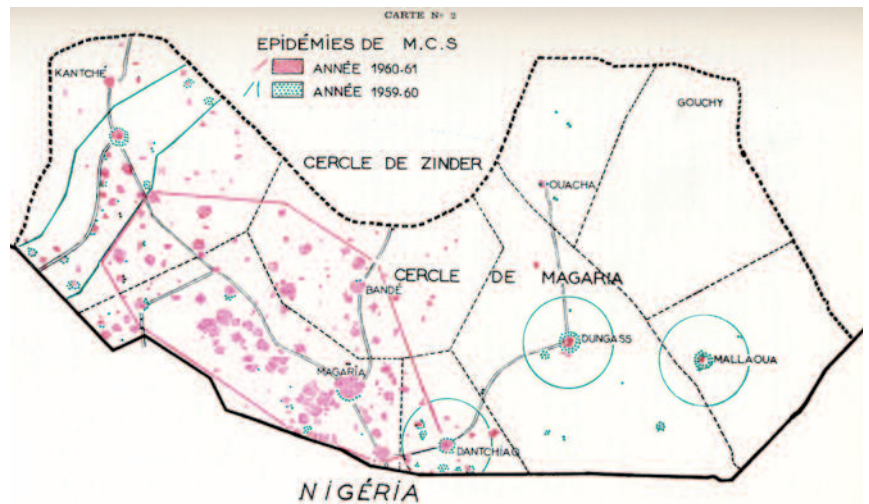 CARTE N° 2
EPIDÉMIES DE M.C.S
ANNÉE 1960-61
ANNÉE 1959-60
KANTCHÉ
GOUCHY
CERCLE DE ZINDER
OUACHA
CERCLE DE MAGARIA
BANDÉ
DUNGASS
MALLAOUA
MAGARIA
DANTCHIAO
NIGÉRIA